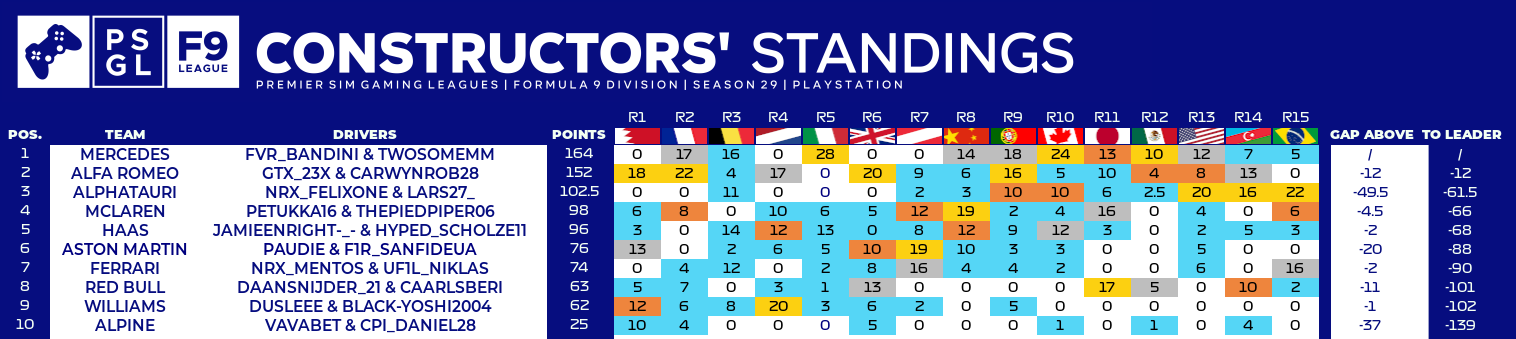 PS
GL
F9
LEAGUE
CONSTRUCTORS' STANDINGS
PREMIER SIM GAMING LEAGUES | FORMULA 9 DIVISION | SEASON 29 | PLAYSTATION
R1 R2 R3 R4 R5 R6 R7 R8 R9 R10 R11 R12 R13 R14 R15
POS. TEAM DRIVERS POINTS GAP ABOVE TO LEADER
1 MERCEDES FVR_BANDINI & TWOSOMEMM 164 0 17 16 0 28 0 0 14 18 24 13 10 12 7 5 / /
2 ALFA ROMEO GTX_23X & CARWYNROB28 152 18 22 4 17 0 20 9 6 16 5 10 4 8 13 0 -12 -12
3 ALPHATAURI NRX_FELIXONE & LARS27_ 102.5 0 0 11 0 0 0 2 3 10 10 6 2.5 20 16 22 -49.5 -61.5
4 MCLAREN PETUKKA16 & THEPIEDPIPER06 98 6 8 0 10 6 5 12 19 2 4 16 0 4 0 6 -4.5 -66
5 HAAS JAMIEENRIGHT-_- & HYPED_SCHOLZE11 96 3 0 14 12 13 0 8 12 9 12 3 0 2 5 3 -2 -68
6 ASTON MARTIN PAUDIE & F1R_SANFIDEUA 76 13 0 2 6 5 10 19 10 3 3 0 0 5 0 0 -20 -88
7 FERRARI NRX_MENTOS & UF1L_NIKLAS 74 0 4 12 0 2 8 16 4 4 2 0 0 6 0 16 -2 -90
8 RED BULL DAANSNIJDER_21 & CAARLSBERI 63 5 7 0 3 1 13 0 0 0 0 17 5 0 10 2 -11 -101
9 WILLIAMS DUSLEEE & BLACK-YOSHI2004 62 12 6 8 20 3 6 2 0 5 0 0 0 0 0 0 -1 -102
10 ALPINE VAVABET & CPI_DANIEL28 25 10 4 0 0 0 5 0 0 0 1 0 1 0 4 0 -37 -139